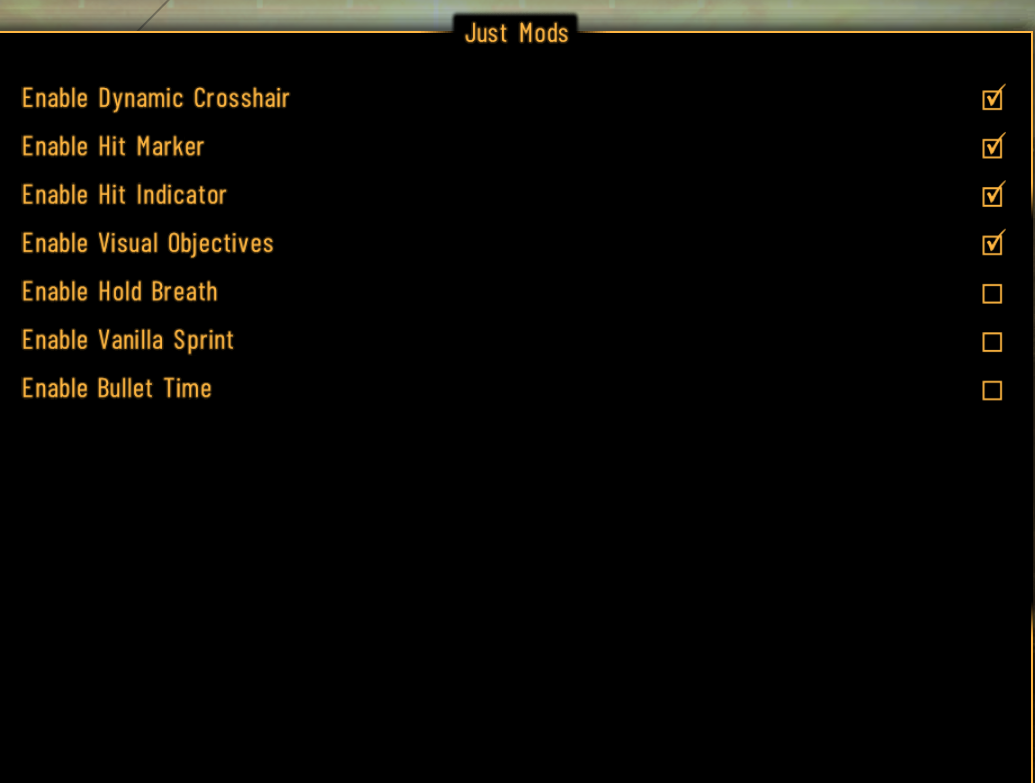 Just Mods
Enable Dynamic Crosshair
Enable Hit Marker
Enable Hit Indicator
Enable Visual Objectives
Enable Hold Breath
Enable Vanilla Sprint
Enable Bullet Time